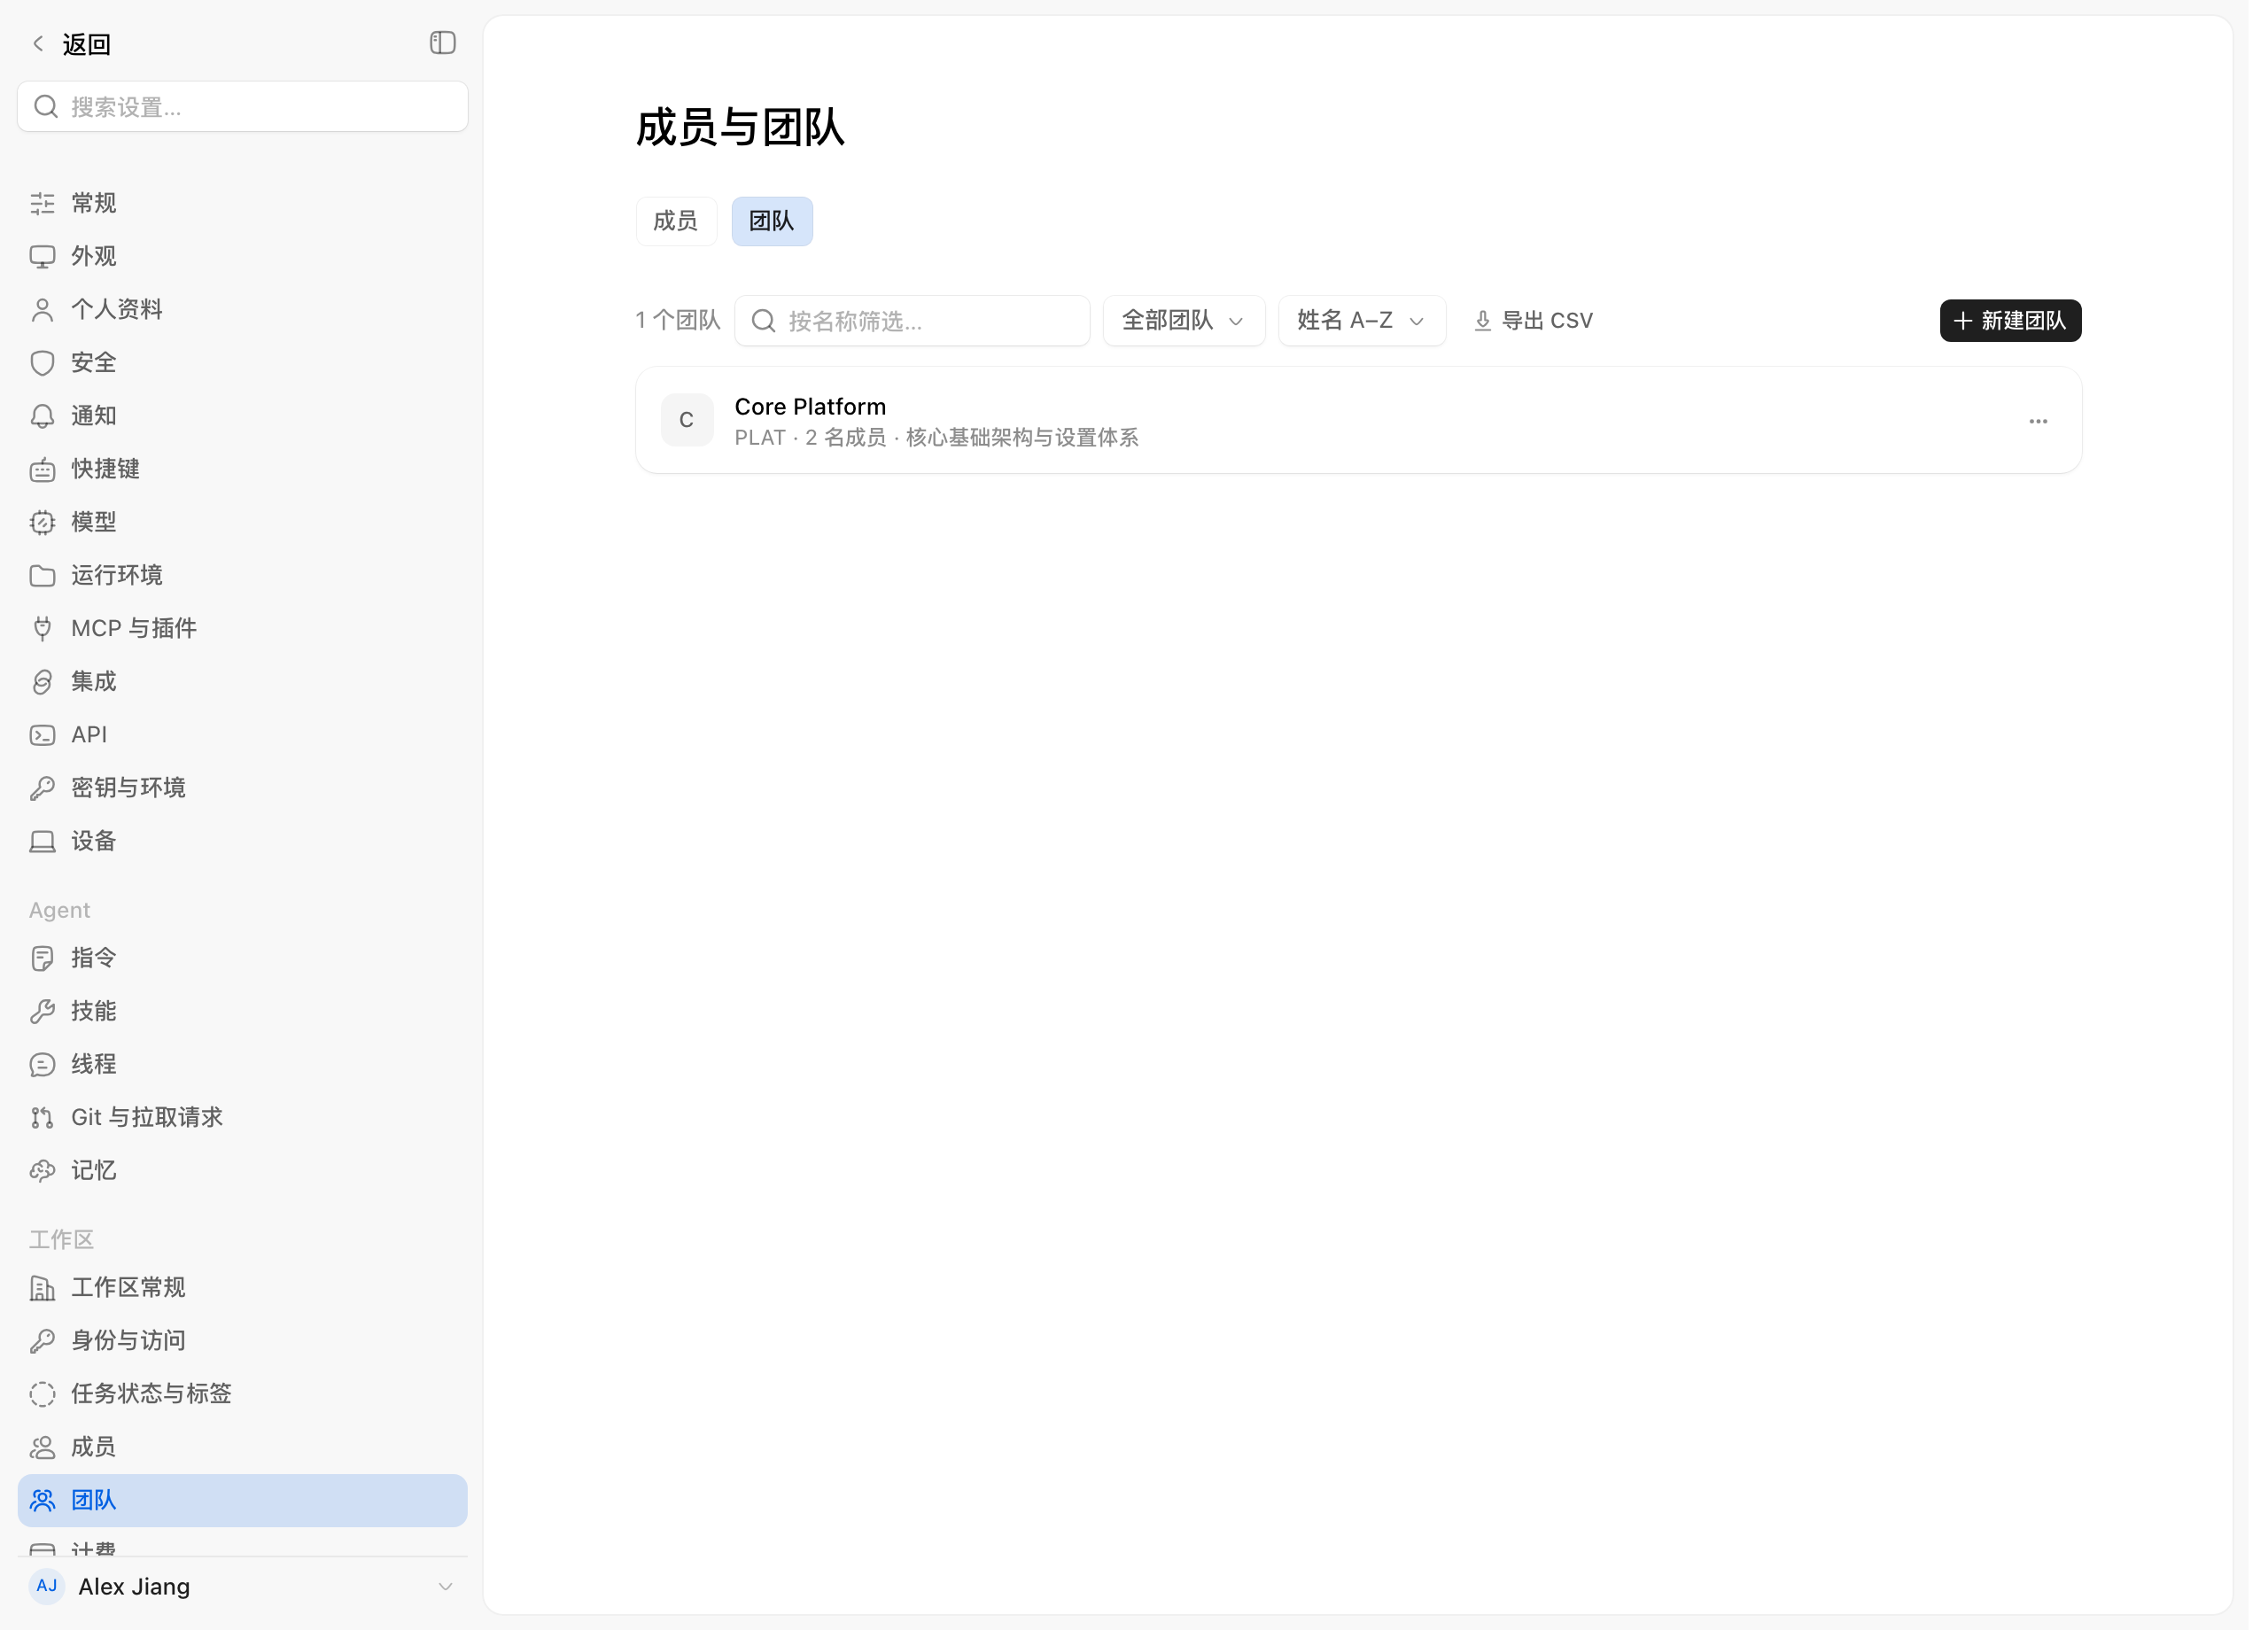 返回
搜索设置...
常规
外观
个人资料
安全
通知
快捷键
模型
运行环境
MCP 与插件
集成
API
密钥与环境
设备
Agent
指令
技能
线程
Git 与拉取请求
记忆
工作区
工作区常规
身份与访问
任务状态与标签
成员
团队
计费
AJ Alex Jiang
成员与团队
成员 团队
1 个团队 按名称筛选... 全部团队 姓名 A–Z 导出 CSV 新建团队
C
Core Platform
PLAT · 2 名成员 · 核心基础架构与设置体系